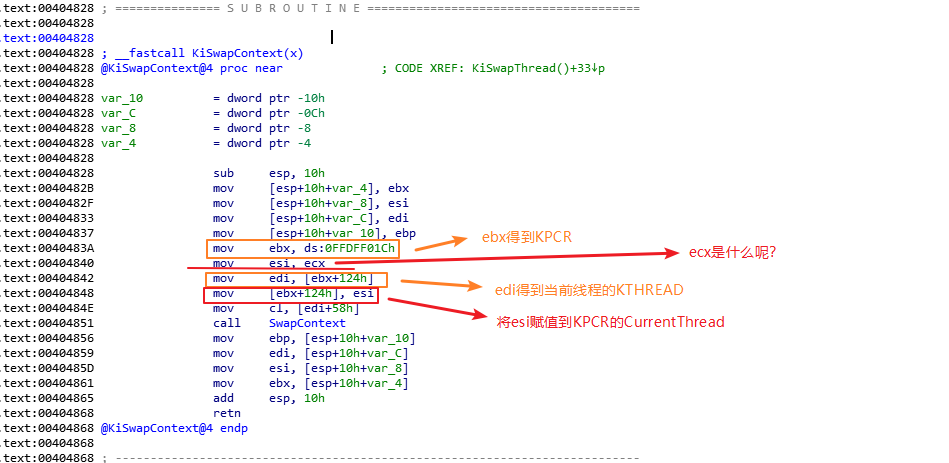 .text:00404828 ; =============== S U B R O U T I N E =======================================
.text:00404828
.text:00404828
.text:00404828 ; __fastcall KiSwapContext(x)
.text:00404828 @KiSwapContext@4 proc near ; CODE XREF: KiSwapThread()+33↓p
.text:00404828
.text:00404828 var_10 = dword ptr -10h
.text:00404828 var_C = dword ptr -0Ch
.text:00404828 var_8 = dword ptr -8
.text:00404828 var_4 = dword ptr -4
.text:00404828
.text:00404828 sub esp, 10h
.text:0040482B mov [esp+10h+var_4], ebx
.text:0040482F mov [esp+10h+var_8], esi
.text:00404833 mov [esp+10h+var_C], edi
.text:00404837 mov [esp+10h+var_10], ebp
ebx得到KPCR
.text:0040483A mov ebx, ds:0FFDFF01Ch
ecx是什么呢?
.text:00404840 mov esi, ecx
.text:00404842 mov edi, [ebx+124h]
edi得到当前线程的KTHREAD
.text:00404848 mov [ebx+124h], esi
.text:0040484E mov cl, [edi+58h]
将esi赋值到KPCR的CurrentThread
.text:00404851 call SwapContext
.text:00404856 mov ebp, [esp+10h+var_10]
.text:00404859 mov edi, [esp+10h+var_C]
.text:0040485D mov esi, [esp+10h+var_8]
.text:00404861 mov ebx, [esp+10h+var_4]
.text:00404865 add esp, 10h
.text:00404868 retn
.text:00404868 @KiSwapContext@4 endp
.text:00404868
.text:00404868 ; ---------------------------------------------------------------------------